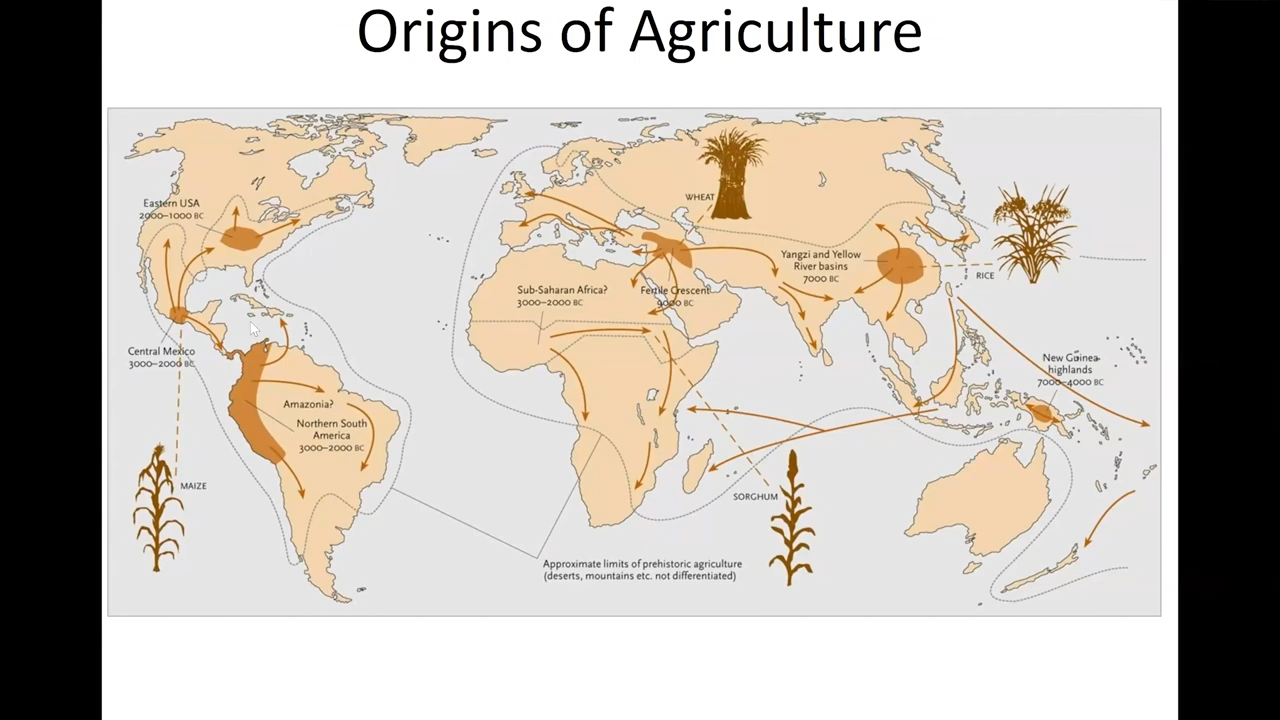 Origins of Agriculture
Eastern USA
2000–1000 BC
WHEAT
Yangzi and Yellow
River basins
7000 BC
RICE
Sub-Saharan Africa?
3000–2000 BC
Fertile Crescent
9000 BC
Central Mexico
3000–2000 BC
New Guinea
highlands
7000–4000 BC
Amazonia?
Northern South
America
3000–2000 BC
MAIZE
SORGHUM
Approximate limits of prehistoric agriculture
(deserts, mountains etc. not differentiated)